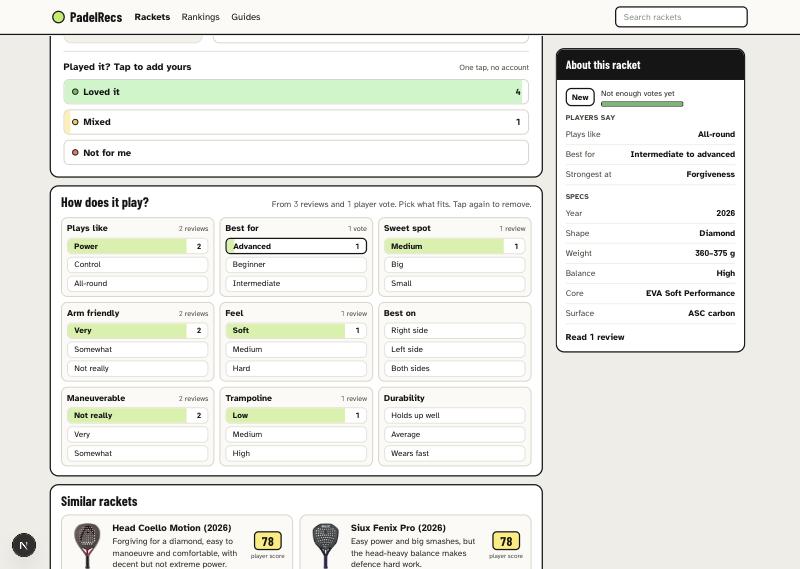 PadelRecs
Rackets
Rankings
Guides
Search rackets
Played it? Tap to add yours
One tap, no account
Loved it
4
Mixed
1
Not for me
How does it play?
From 3 reviews and 1 player vote. Pick what fits. Tap again to remove.
Plays like
2 reviews
Power
2
Control
All-round
Best for
1 vote
Advanced
1
Beginner
Intermediate
Sweet spot
1 review
Medium
1
Big
Small
Arm friendly
2 reviews
Very
2
Somewhat
Not really
Feel
1 review
Soft
1
Medium
Hard
Best on
Right side
Left side
Both sides
Maneuverable
2 reviews
Not really
2
Very
Somewhat
Trampoline
1 review
Low
1
Medium
High
Durability
Holds up well
Average
Wears fast
Similar rackets
Head Coello Motion (2026)
Forgiving for a diamond, easy to
manoeuvre and comfortable, with
decent but not extreme power.
78
player score
Siux Fenix Pro (2026)
Easy power and big smashes, but
the head-heavy balance makes
defence hard work.
78
player score
About this racket
New
Not enough votes yet
PLAYERS SAY
Plays like
All-round
Best for
Intermediate to advanced
Strongest at
Forgiveness
SPECS
Year
2026
Shape
Diamond
Weight
360–375 g
Balance
High
Core
EVA Soft Performance
Surface
ASC carbon
Read 1 review
N